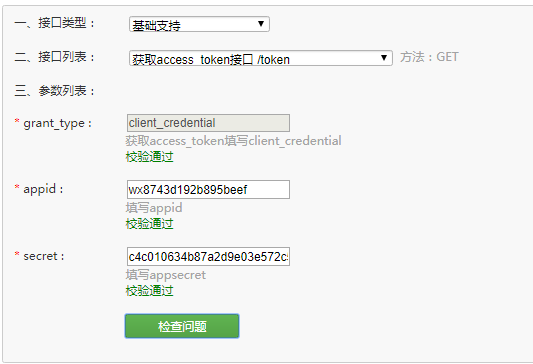 一、接口类型： 基础支持
二、接口列表： 获取access_token接口 /token 方法：GET
三、参数列表：
* grant_type： client_credential
获取access_token填写client_credential
校验通过
* appid： wx8743d192b895beef
填写appid
校验通过
* secret： c4c010634b87a2d9e03e572c
填写appsecret
校验通过
检查问题